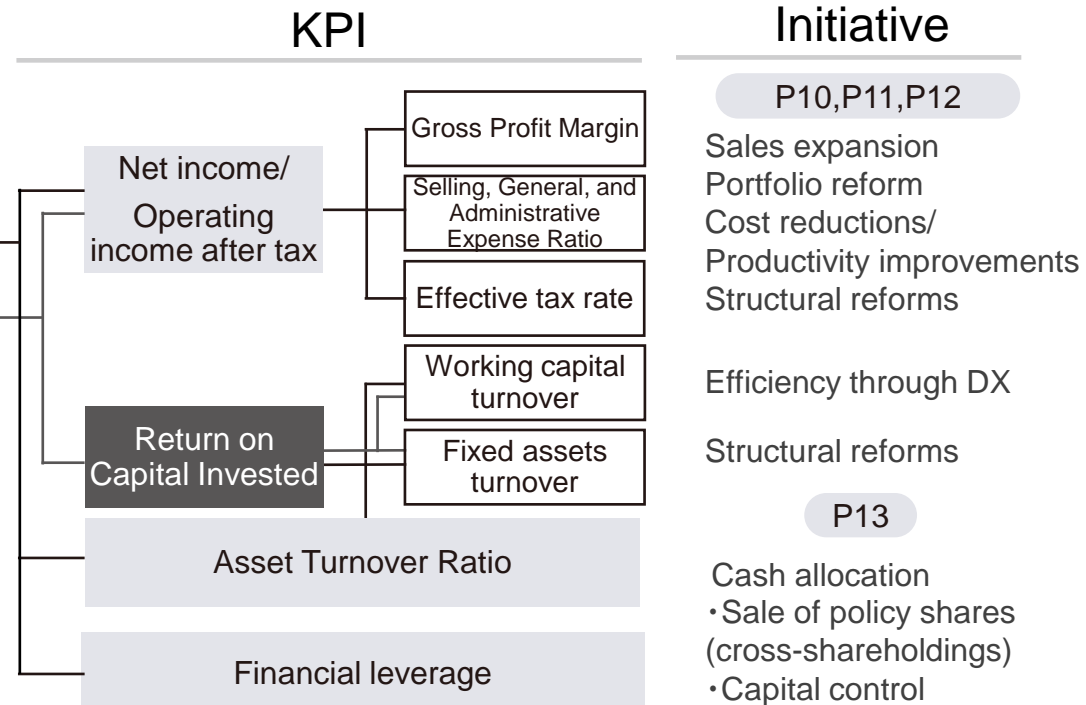 KPI
Initiative
Net income/
Operating
income after tax
Gross Profit Margin
Selling, General, and
Administrative
Expense Ratio
Effective tax rate
Return on
Capital Invested
Working capital
turnover
Fixed assets
turnover
Asset Turnover Ratio
Financial leverage
P10,P11,P12
Sales expansion
Portfolio reform
Cost reductions/
Productivity improvements
Structural reforms
Efficiency through DX
Structural reforms
P13
Cash allocation
・Sale of policy shares
(cross-shareholdings)
・Capital control